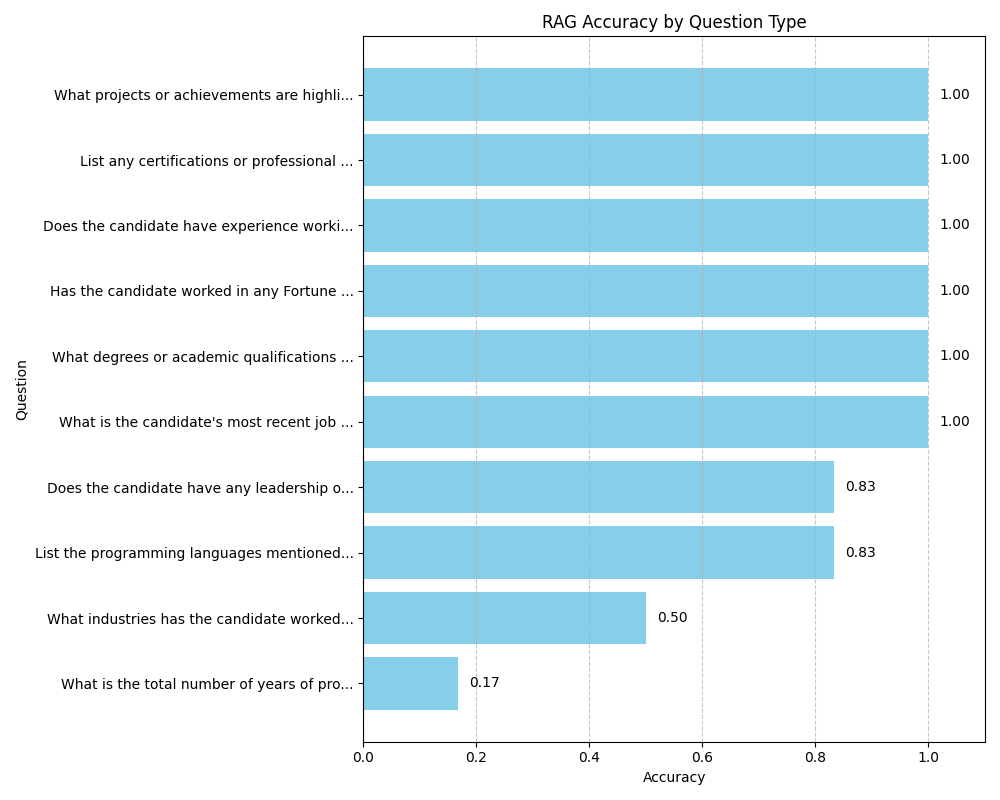 RAG Accuracy by Question Type
What projects or achievements are highli...
1.00
List any certifications or professional ...
1.00
Does the candidate have experience worki...
1.00
Has the candidate worked in any Fortune ...
1.00
What degrees or academic qualifications ...
1.00
What is the candidate's most recent job ...
1.00
Does the candidate have any leadership o...
0.83
List the programming languages mentioned...
0.83
What industries has the candidate worked...
0.50
What is the total number of years of pro...
0.17
Question
0.0
0.2
0.4
0.6
0.8
1.0
Accuracy